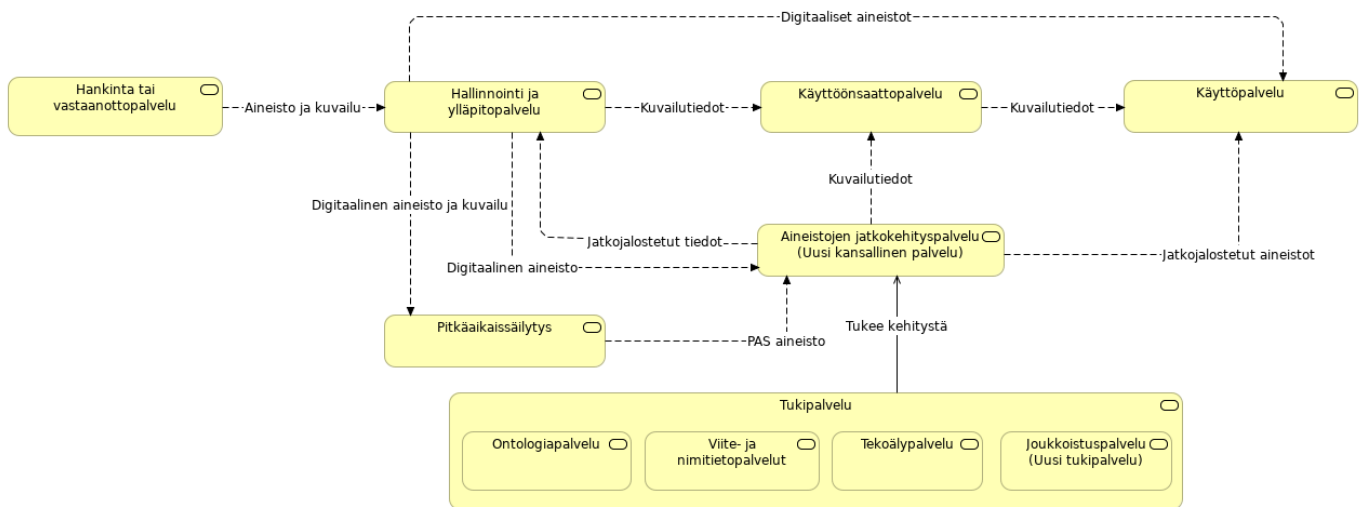 Digitaaliset aineistot
Hankinta tai
vastaanottopalvelu
Aineisto ja kuvailu
Hallinnointi ja
ylläpitopalvelu
Kuvailutiedot
Käyttöönsaattopalvelu
Kuvailutiedot
Käyttöpalvelu
Kuvailutiedot
Digitaalinen aineisto ja kuvailu
Jatkojalostetut tiedot
Aineistojen jatkokehityspalvelu
(Uusi kansallinen palvelu)
Jatkojalostetut aineistot
Digitaalinen aineisto
Pitkäaikaissäilytys
PAS aineisto
Tukee kehitystä
Tukipalvelu
Ontologiapalvelu
Viite- ja
nimitietopalvelut
Tekoälypalvelu
Joukkoistuspalvelu
(Uusi tukipalvelu)